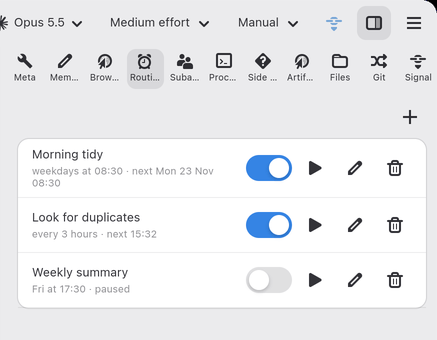 Opus 5.5
Medium effort
Manual
Meta
Mem...
Brow...
Routi...
Suba...
Proc...
Side ...
Artif...
Files
Git
Signal
Morning tidy
weekdays at 08:30 · next Mon 23 Nov
08:30
Look for duplicates
every 3 hours · next 15:32
Weekly summary
Fri at 17:30 · paused